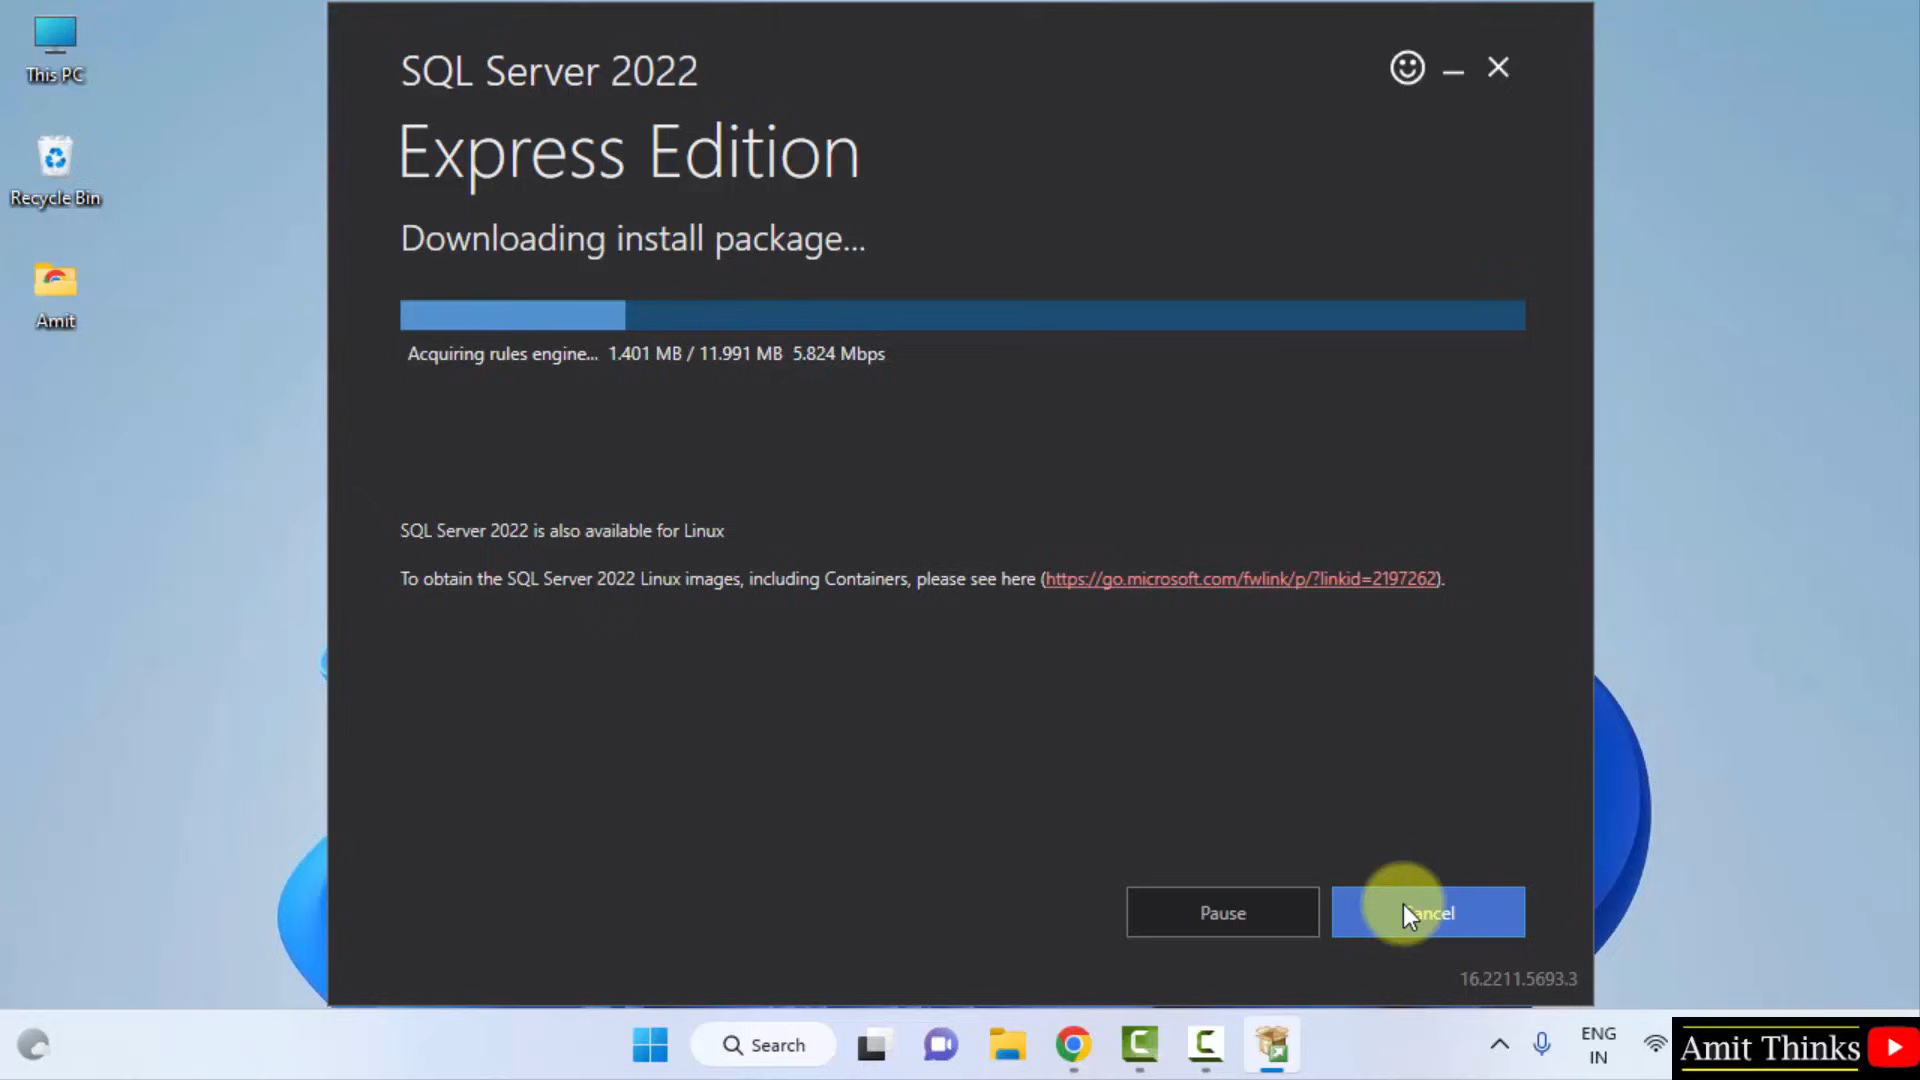 This PC
Recycle Bin
Amit
SQL Server 2022
Express Edition
Downloading install package...
Acquiring rules engine... 1.401 MB / 11.991 MB 5.824 Mbps
SQL Server 2022 is also available for Linux
To obtain the SQL Server 2022 Linux images, including Containers, please see here (https://go.microsoft.com/fwlink/p/?linkid=2197262).
Pause
Cancel
16.2211.5693.3
Search
ENG
IN
Amit Thinks